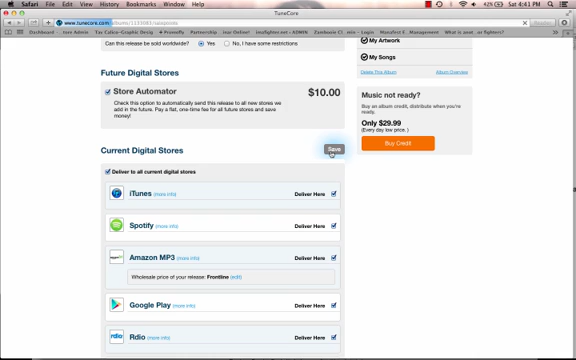 Safari File Edit View History Bookmarks Window Help
42% Sat 4:41 PM
TuneCore
www.tunecore.com/albums/1233083/salepoints
Reader
Can this release be sold worldwide? Yes No, I have some restrictions
My Artwork
My Songs
Delete This Album Album Overview
Future Digital Stores
Store Automator $10.00
Check this option to automatically send this release to all new stores we
add in the future. Pay a flat, one-time fee for all future stores and save
money!
Music not ready?
Buy an album credit, distribute when you're
ready.
Only $29.99
(Every day low price. )
Buy Credit
Current Digital Stores Save
Deliver to all current digital stores
iTunes (more info) Deliver Here
Spotify (more info) Deliver Here
Amazon MP3 (more info) Deliver Here
Wholesale price of your release: Frontline (edit)
Google Play (more info) Deliver Here
Rdio (more info) Deliver Here